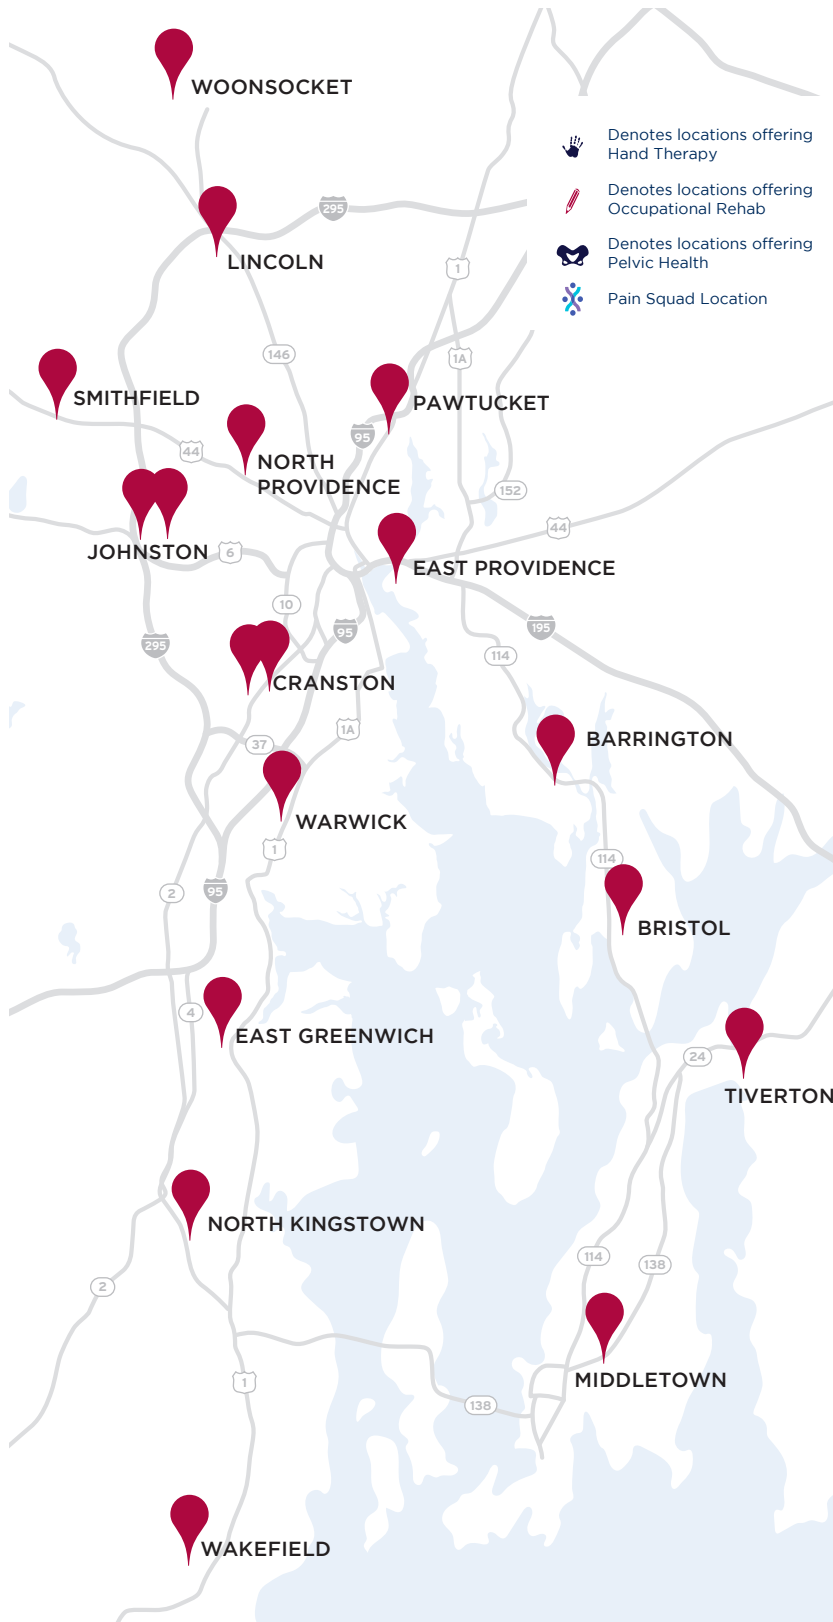 WOONSOCKET
Denotes locations offering
Hand Therapy
Denotes locations offering
Occupational Rehab
Denotes locations offering
Pelvic Health
Pain Squad Location
295
LINCOLN
1
146
1A
SMITHFIELD
PAWTUCKET
95
44
NORTH
PROVIDENCE
152
44
JOHNSTON
6
EAST PROVIDENCE
10
95
195
295
114
CRANSTON
1A
37
BARRINGTON
WARWICK
1
114
2
95
BRISTOL
4
EAST GREENWICH
24
TIVERTON
NORTH KINGSTOWN
114
138
2
MIDDLETOWN
1
138
WAKEFIELD